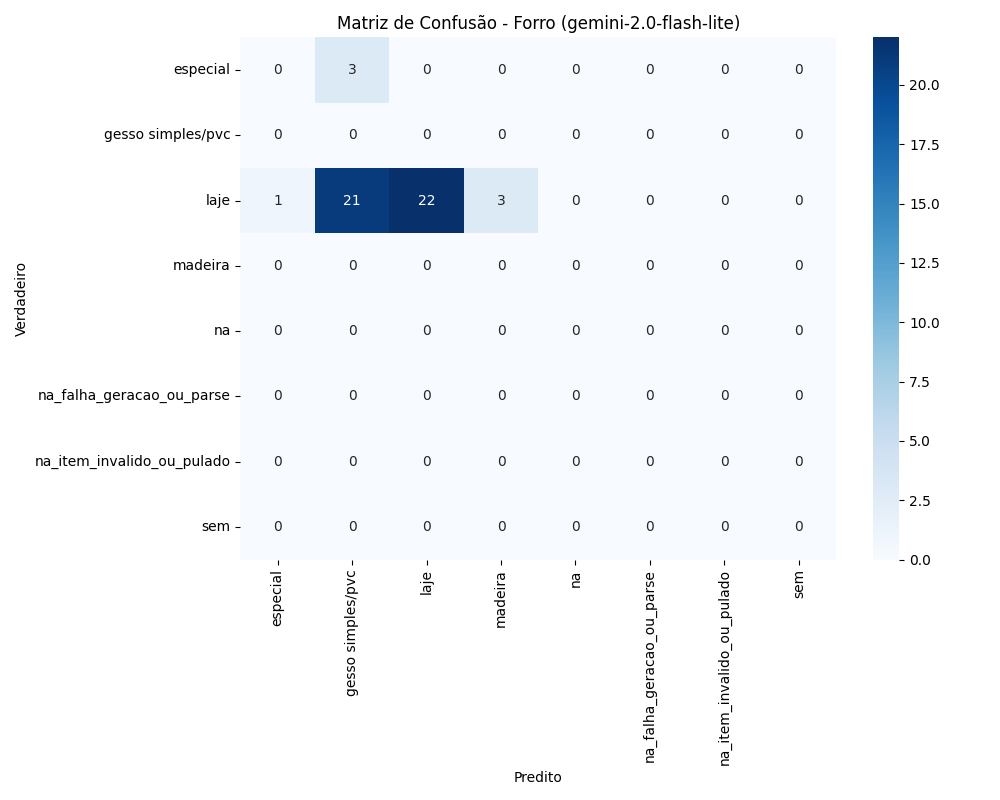 Matriz de Confusão - Forro (gemini-2.0-flash-lite)
Verdadeiro
especial 0 3 0 0 0 0 0 0
gesso simples/pvc 0 0 0 0 0 0 0 0
laje 1 21 22 3 0 0 0 0
madeira 0 0 0 0 0 0 0 0
na 0 0 0 0 0 0 0 0
na_falha_geracao_ou_parse 0 0 0 0 0 0 0 0
na_item_invalido_ou_pulado 0 0 0 0 0 0 0 0
sem 0 0 0 0 0 0 0 0
especial
gesso simples/pvc
laje
madeira
na
na_falha_geracao_ou_parse
na_item_invalido_ou_pulado
sem
Predito
20.0
17.5
15.0
12.5
10.0
7.5
5.0
2.5
0.0